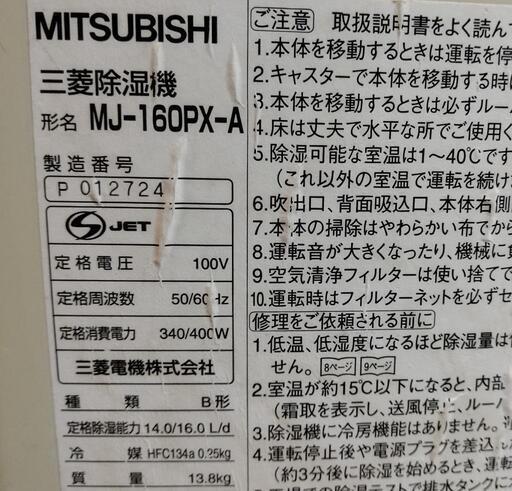 MITSUBISHI
三菱除湿機
形名 MJ-160PX-A
製造番号
P 012724
S JET
定格電圧 100V
定格周波数 50/60Hz
定格消費電力 340/400W
三菱電機株式会社
種類 B形
定格除湿能力 14.0/16.0 L/d
冷媒 HFC134a 0.25kg
質量 13.8kg
ご注意 取扱説明書をよく読んで
1.本体を移動するときは運転を停
2.キャスターで本体を移動する時に
3.本体を移動するときは必ずルー
4.床は丈夫で水平な所でご使用く
5.除湿可能な室温は1～40℃です
(これ以外の室温で運転を続け
6.吹出口、背面吸込口、本体右側
7.本体の掃除はやわらかい布でから
8.運転音が大きくなったり、機械に
9.空気清浄フィルターは使い捨てで
10.運転時はフィルターネットを必ずセ
修理をご依頼される前に
1.低温、低湿度になるほど除湿量は
せん。 8ページ 9ページ
2.室温が約15℃以下になると、内部
(霜取を表示し、送風停止、ルー
3.除湿機に冷房機能はありません。
4.運転停止後や電源プラグを差込
(約3分後に除湿を始めるとき、運転
で排水タンクに